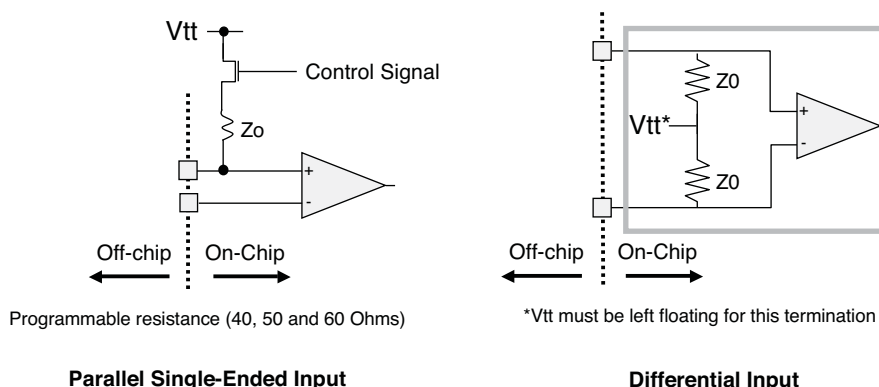 Vtt
Control Signal
Zo
+
-
Off-chip
On-Chip
Programmable resistance (40, 50 and 60 Ohms)
Parallel Single-Ended Input
Z0
Vtt*
Z0
+
-
Off-chip
On-Chip
*Vtt must be left floating for this termination
Differential Input